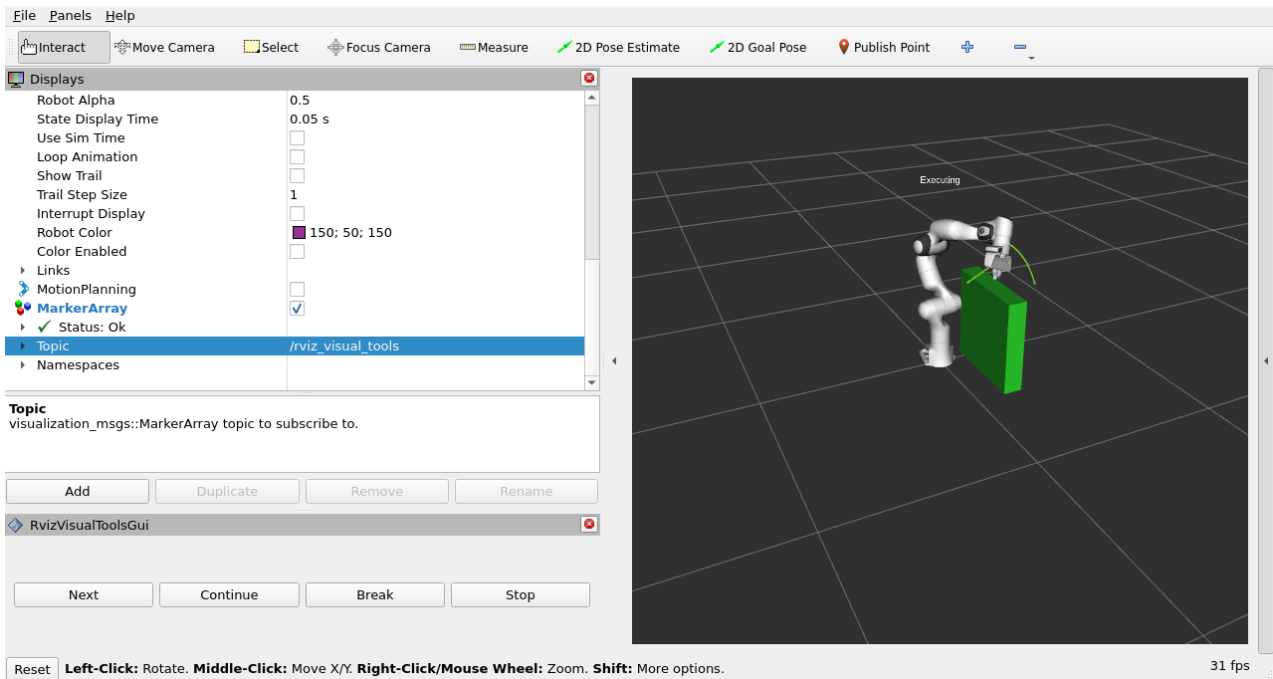 File Panels Help
Interact Move Camera Select Focus Camera Measure 2D Pose Estimate 2D Goal Pose Publish Point
Displays
Robot Alpha 0.5
State Display Time 0.05 s
Use Sim Time
Loop Animation
Show Trail
Trail Step Size 1
Interrupt Display
Robot Color 150; 50; 150
Color Enabled
Links
MotionPlanning
MarkerArray
Status: Ok
Topic /rviz_visual_tools
Namespaces
Topic
visualization_msgs::MarkerArray topic to subscribe to.
Add Duplicate Remove Rename
RvizVisualToolsGui
Next Continue Break Stop
Executing
Reset Left-Click: Rotate. Middle-Click: Move X/Y. Right-Click/Mouse Wheel: Zoom. Shift: More options. 31 fps